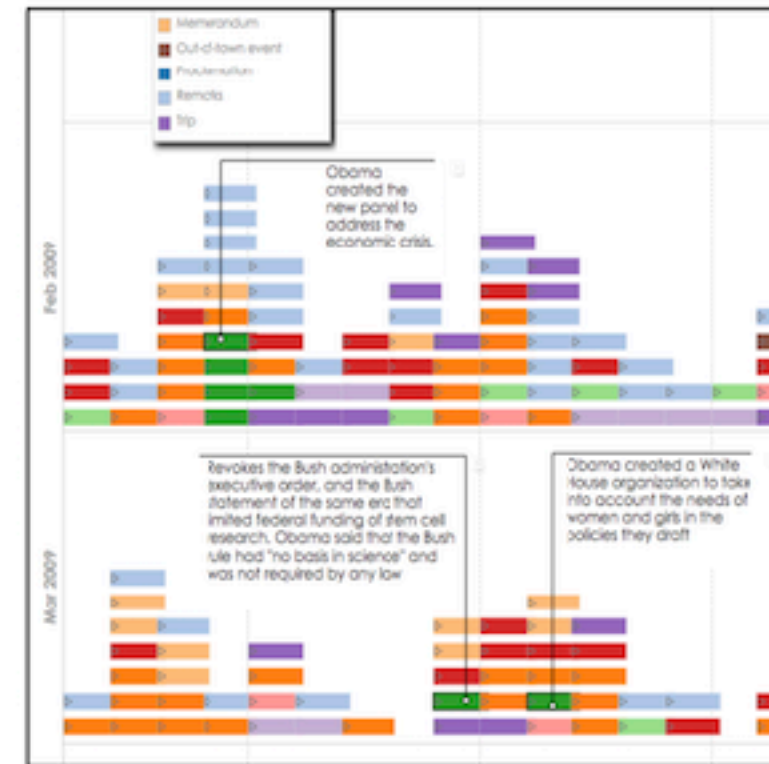 Memorandum
Out-of-town event
Proclamation
Remarks
Trip
Obama
created the
new panel to
address the
economic crisis.
Feb 2009
Revokes the Bush administation's
executive order, and the Bush
statement of the same era that
limited federal funding of stem cell
research. Obama said that the Bush
rule had "no basis in science" and
was not required by any law
Obama created a White
House organization to take
into account the needs of
women and girls in the
policies they draft
Mar 2009